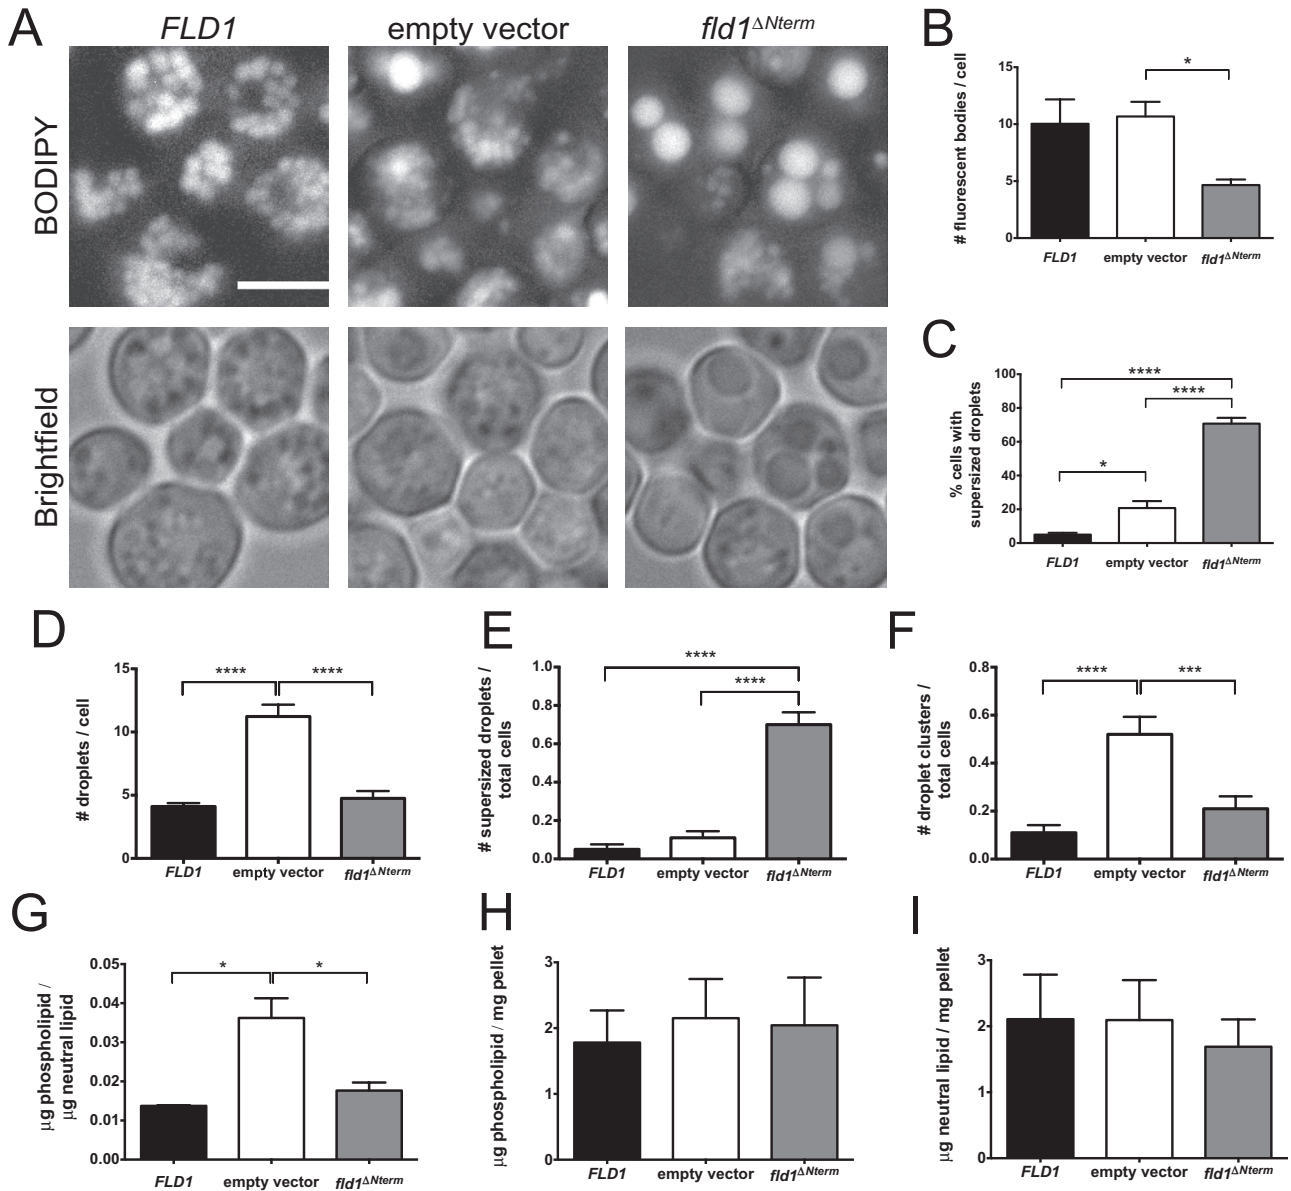 A
FLD1 empty vector fld1ΔNterm
BODIPY
Brightfield
B
# fluorescent bodies / cell
15
10
5
0
*
FLD1 empty vector fld1ΔNterm
C
% cells with
supersized droplets
100
80
60
40
20
0
****
****
*
FLD1 empty vector fld1ΔNterm
D
# droplets / cell
15
10
5
0
**** ****
FLD1 empty vector fld1ΔNterm
E
# supersized droplets /
total cells
1.0
0.8
0.6
0.4
0.2
0.0
****
****
FLD1 empty vector fld1ΔNterm
F
# droplet clusters /
total cells
0.8
0.6
0.4
0.2
0.0
**** ***
FLD1 empty vector fld1ΔNterm
G
µg phospholipid /
µg neutral lipid
0.05
0.04
0.03
0.02
0.01
0.00
* *
FLD1 empty vector fld1ΔNterm
H
µg phospholipid / mg pellet
3
2
1
0
FLD1 empty vector fld1ΔNterm
I
µg neutral lipid / mg pellet
3
2
1
0
FLD1 empty vector fld1ΔNterm